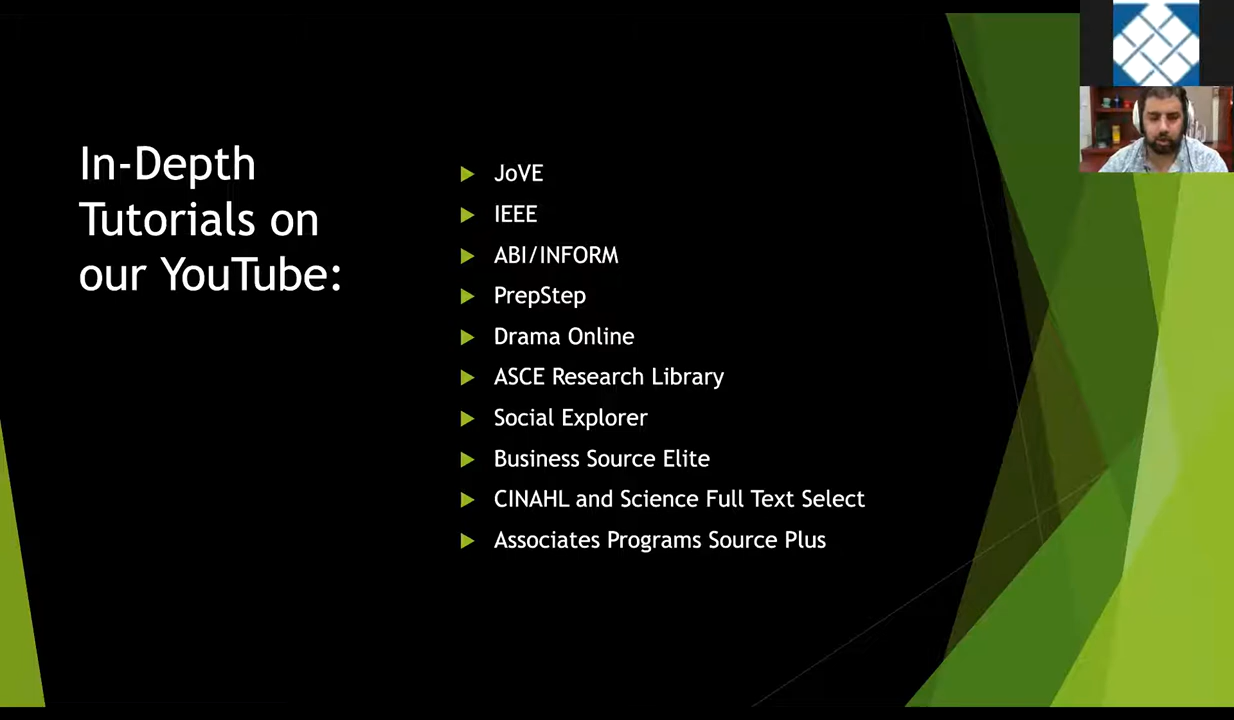 In-Depth
Tutorials on
our YouTube:
JoVE
IEEE
ABI/INFORM
PrepStep
Drama Online
ASCE Research Library
Social Explorer
Business Source Elite
CINAHL and Science Full Text Select
Associates Programs Source Plus